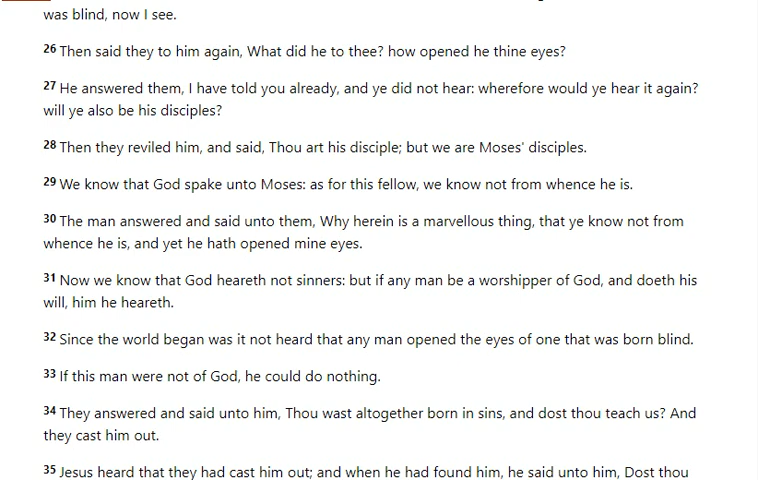 was blind, now I see.
26 Then said they to him again, What did he to thee? how opened he thine eyes?
27 He answered them, I have told you already, and ye did not hear: wherefore would ye hear it again?
will ye also be his disciples?
28 Then they reviled him, and said, Thou art his disciple; but we are Moses' disciples.
29 We know that God spake unto Moses: as for this fellow, we know not from whence he is.
30 The man answered and said unto them, Why herein is a marvellous thing, that ye know not from
whence he is, and yet he hath opened mine eyes.
31 Now we know that God heareth not sinners: but if any man be a worshipper of God, and doeth his
will, him he heareth.
32 Since the world began was it not heard that any man opened the eyes of one that was born blind.
33 If this man were not of God, he could do nothing.
34 They answered and said unto him, Thou wast altogether born in sins, and dost thou teach us? And
they cast him out.
35 Jesus heard that they had cast him out; and when he had found him, he said unto him, Dost thou